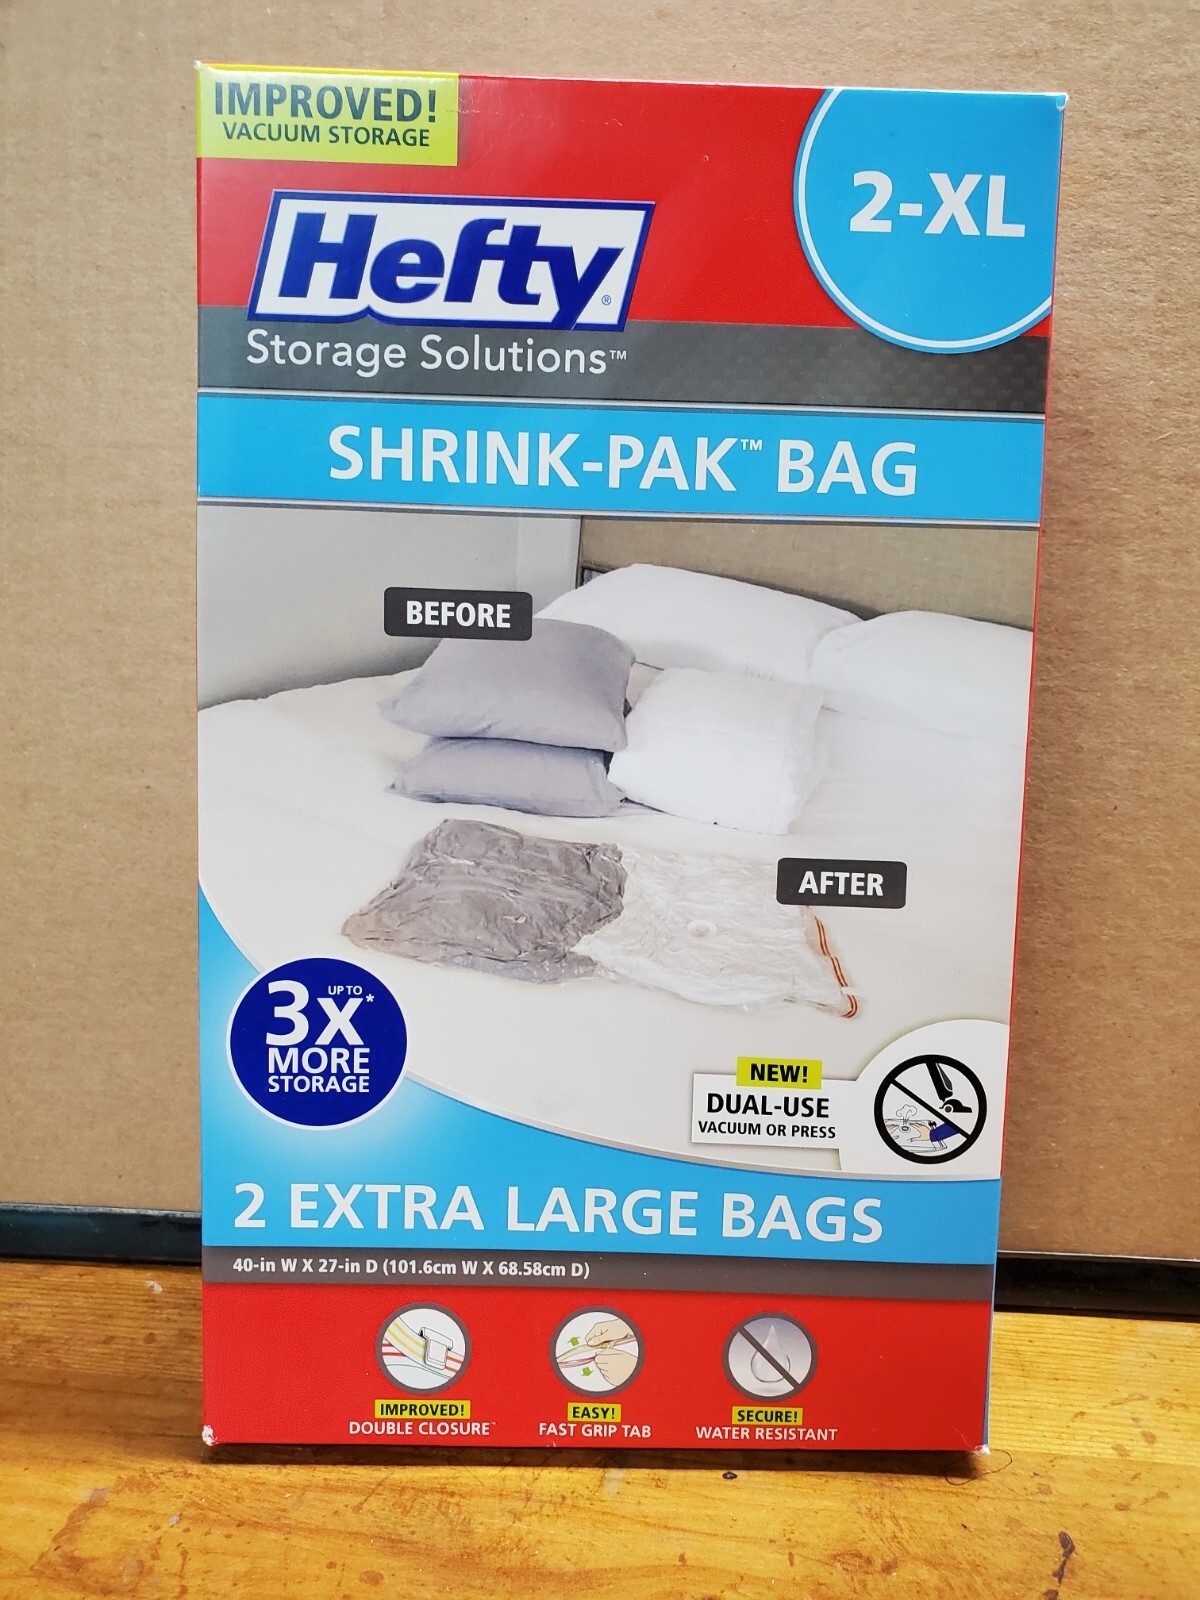 IMPROVED!
VACUUM STORAGE
2-XL
Hefty®
Storage Solutions™
SHRINK-PAK™ BAG
BEFORE
AFTER
UP TO
3X*
MORE
STORAGE
NEW!
DUAL-USE
VACUUM OR PRESS
2 EXTRA LARGE BAGS
40-in W X 27-in D (101.6cm W X 68.58cm D)
IMPROVED!
DOUBLE CLOSURE™
EASY!
FAST GRIP TAB
SECURE!
WATER RESISTANT